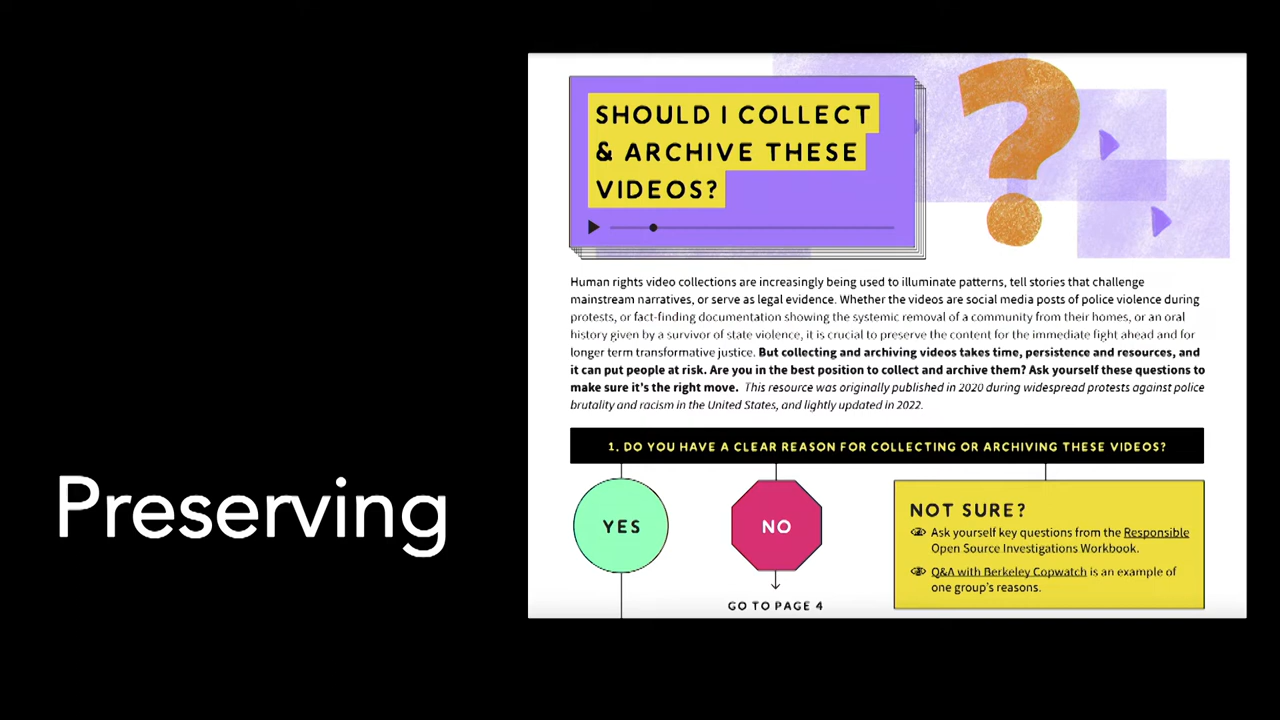 SHOULD I COLLECT
& ARCHIVE THESE
VIDEOS?
Human rights video collections are increasingly being used to illuminate patterns, tell stories that challenge
mainstream narratives, or serve as legal evidence. Whether the videos are social media posts of police violence during
protests, or fact-finding documentation showing the systemic removal of a community from their homes, or an oral
history given by a survivor of state violence, it is crucial to preserve the content for the immediate fight ahead and for
longer term transformative justice. But collecting and archiving videos takes time, persistence and resources, and
it can put people at risk. Are you in the best position to collect and archive them? Ask yourself these questions to
make sure it's the right move. This resource was originally published in 2020 during widespread protests against police
brutality and racism in the United States, and lightly updated in 2022.
1. DO YOU HAVE A CLEAR REASON FOR COLLECTING OR ARCHIVING THESE VIDEOS?
YES
NO
GO TO PAGE 4
NOT SURE?
Ask yourself key questions from the Responsible
Open Source Investigations Workbook.
Q&A with Berkeley Copwatch is an example of
one group's reasons.
Preserving